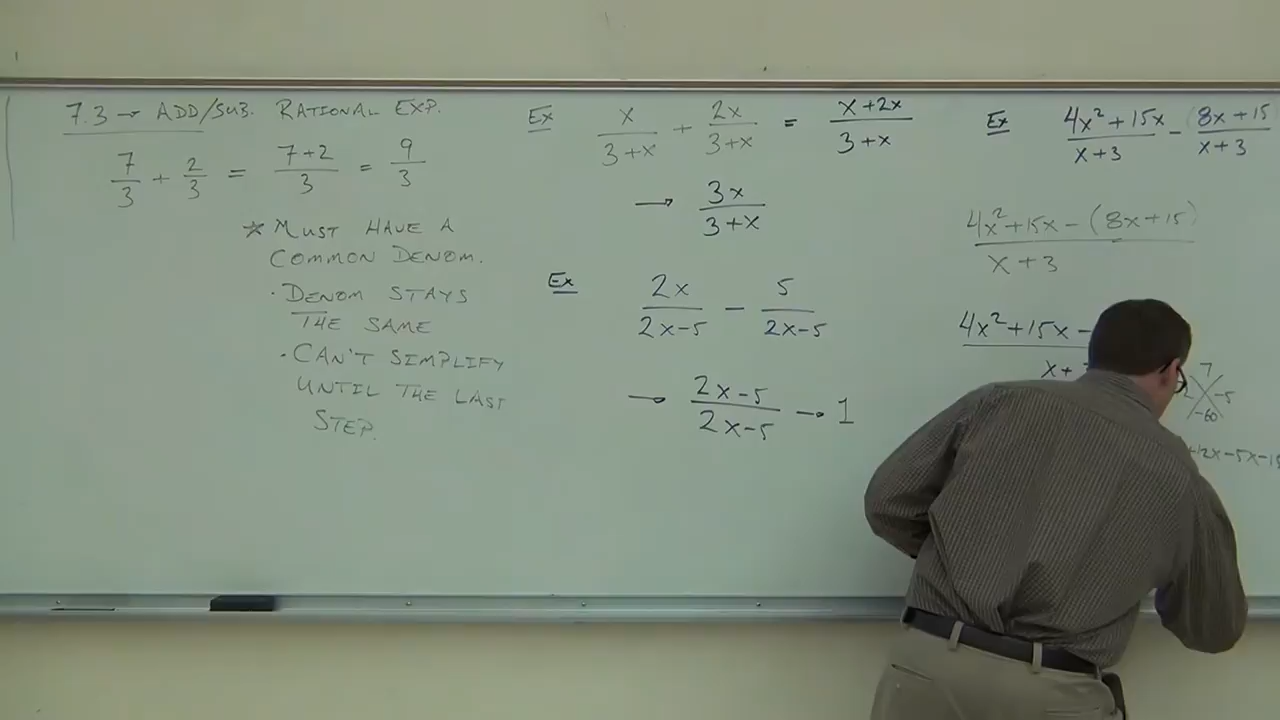 7.3 → ADD/SUB. RATIONAL EXP.
7/3 + 2/3 = (7+2)/3 = 9/3
* MUST HAVE A
COMMON DENOM.
· DENOM STAYS
THE SAME
· CAN'T SIMPLIFY
UNTIL THE LAST
STEP.
Ex x/(3+x) + 2x/(3+x) = (x+2x)/(3+x)
→ 3x/(3+x)
Ex 2x/(2x-5) - 5/(2x-5)
→ (2x-5)/(2x-5) → 1
Ex (4x²+15x)/(x+3) - (8x+15)/(x+3)
(4x²+15x-(8x+15))/(x+3)
4x²+15x-
x+
7
-5
-60
+12x-5x-15